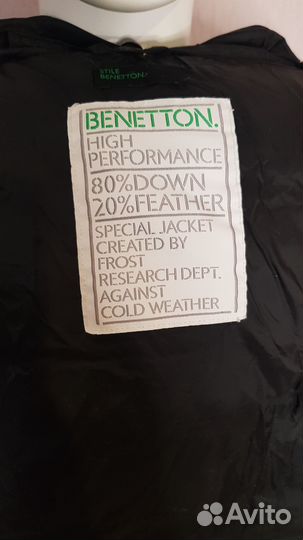 STILE
BENETTON.
BENETTON.
HIGH
PERFORMANCE
80%DOWN
20%FEATHER
SPECIAL JACKET
CREATED BY
FROST
RESEARCH DEPT.
AGAINST
COLD WEATHER
Avito